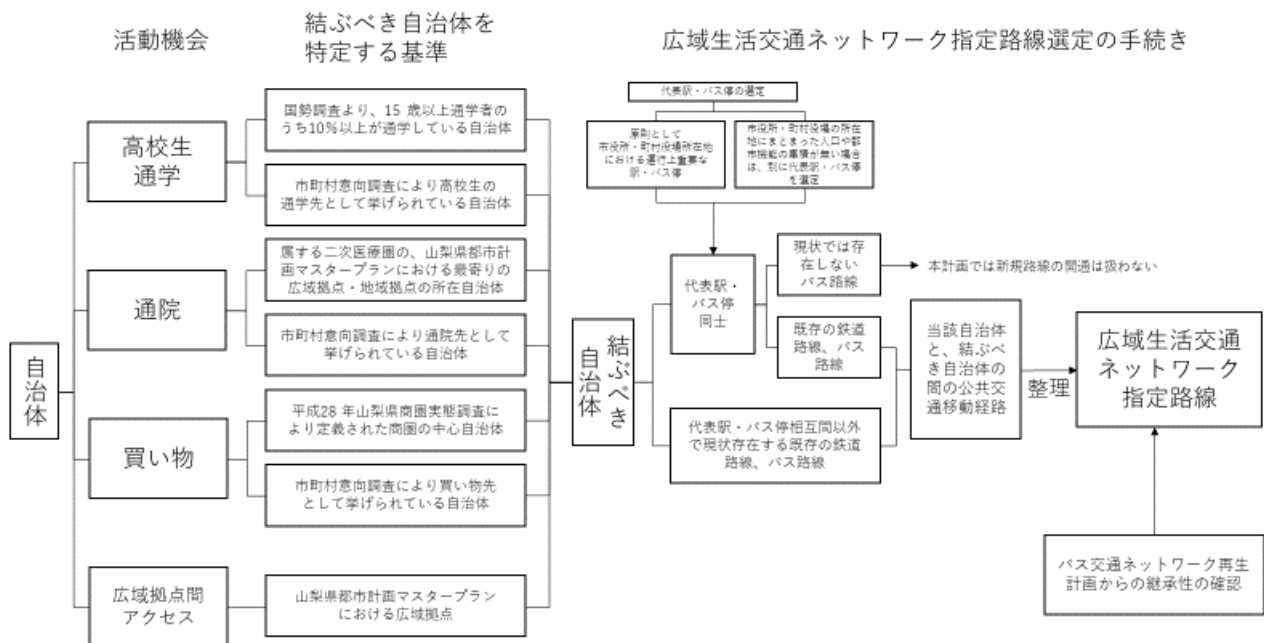 活動機会
結ぶべき自治体を
特定する基準
広域生活交通ネットワーク指定路線選定の手続き
自治体
高校生
通学
国勢調査より、15 歳以上通学者の
うち10%以上が通学している自治体
市町村意向調査により高校生の
通学先として挙げられている自治体
通院
属する二次医療圏の、山梨県都市計
画マスタープランにおける最寄りの
広域拠点・地域拠点の所在自治体
市町村意向調査により通院先として
挙げられている自治体
買い物
平成28 年山梨県商圏実態調査に
より定義された商圏の中心自治体
市町村意向調査により買い物先
として挙げられている自治体
広域拠点間
アクセス
山梨県都市計画マスタープラン
における広域拠点
結ぶべき
自治体
代表駅・バス停の選定
原則として
市役所・町村役場所在地
における運行上重要な
駅・バス停
市役所・町村役場の所在
地にまとまった人口や都
市機能の集積が無い場合
は、別に代表駅・バス停
を選定
代表駅・
バス停
同士
現状では存
在しない
バス路線
本計画では新規路線の開通は扱わない
既存の鉄道
路線、バス
路線
代表駅・バス停相互間以外
で現状存在する既存の鉄道
路線、バス路線
当該自治体
と、結ぶべ
き自治体の
間の公共交
通移動経路
整理
広域生活交通
ネットワーク
指定路線
バス交通ネットワーク再生
計画からの継承性の確認